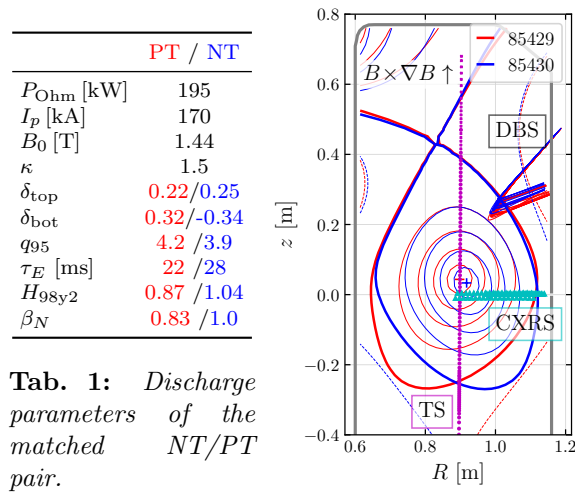 PT / NT
P_Ohm [kW] 195
I_p [kA] 170
B_0 [T] 1.44
κ 1.5
δ_top 0.22/0.25
δ_bot 0.32/-0.34
q_95 4.2 /3.9
τ_E [ms] 22 /28
H_98y2 0.87 /1.04
β_N 0.83 /1.0
Tab. 1: Discharge
parameters of the
matched NT/PT
pair.
0.8
0.6
0.4
0.2
0.0
−0.2
−0.4
z [m]
85429
85430
B×∇B ↑
DBS
CXRS
TS
0.6 0.8 1.0 1.2
R [m]